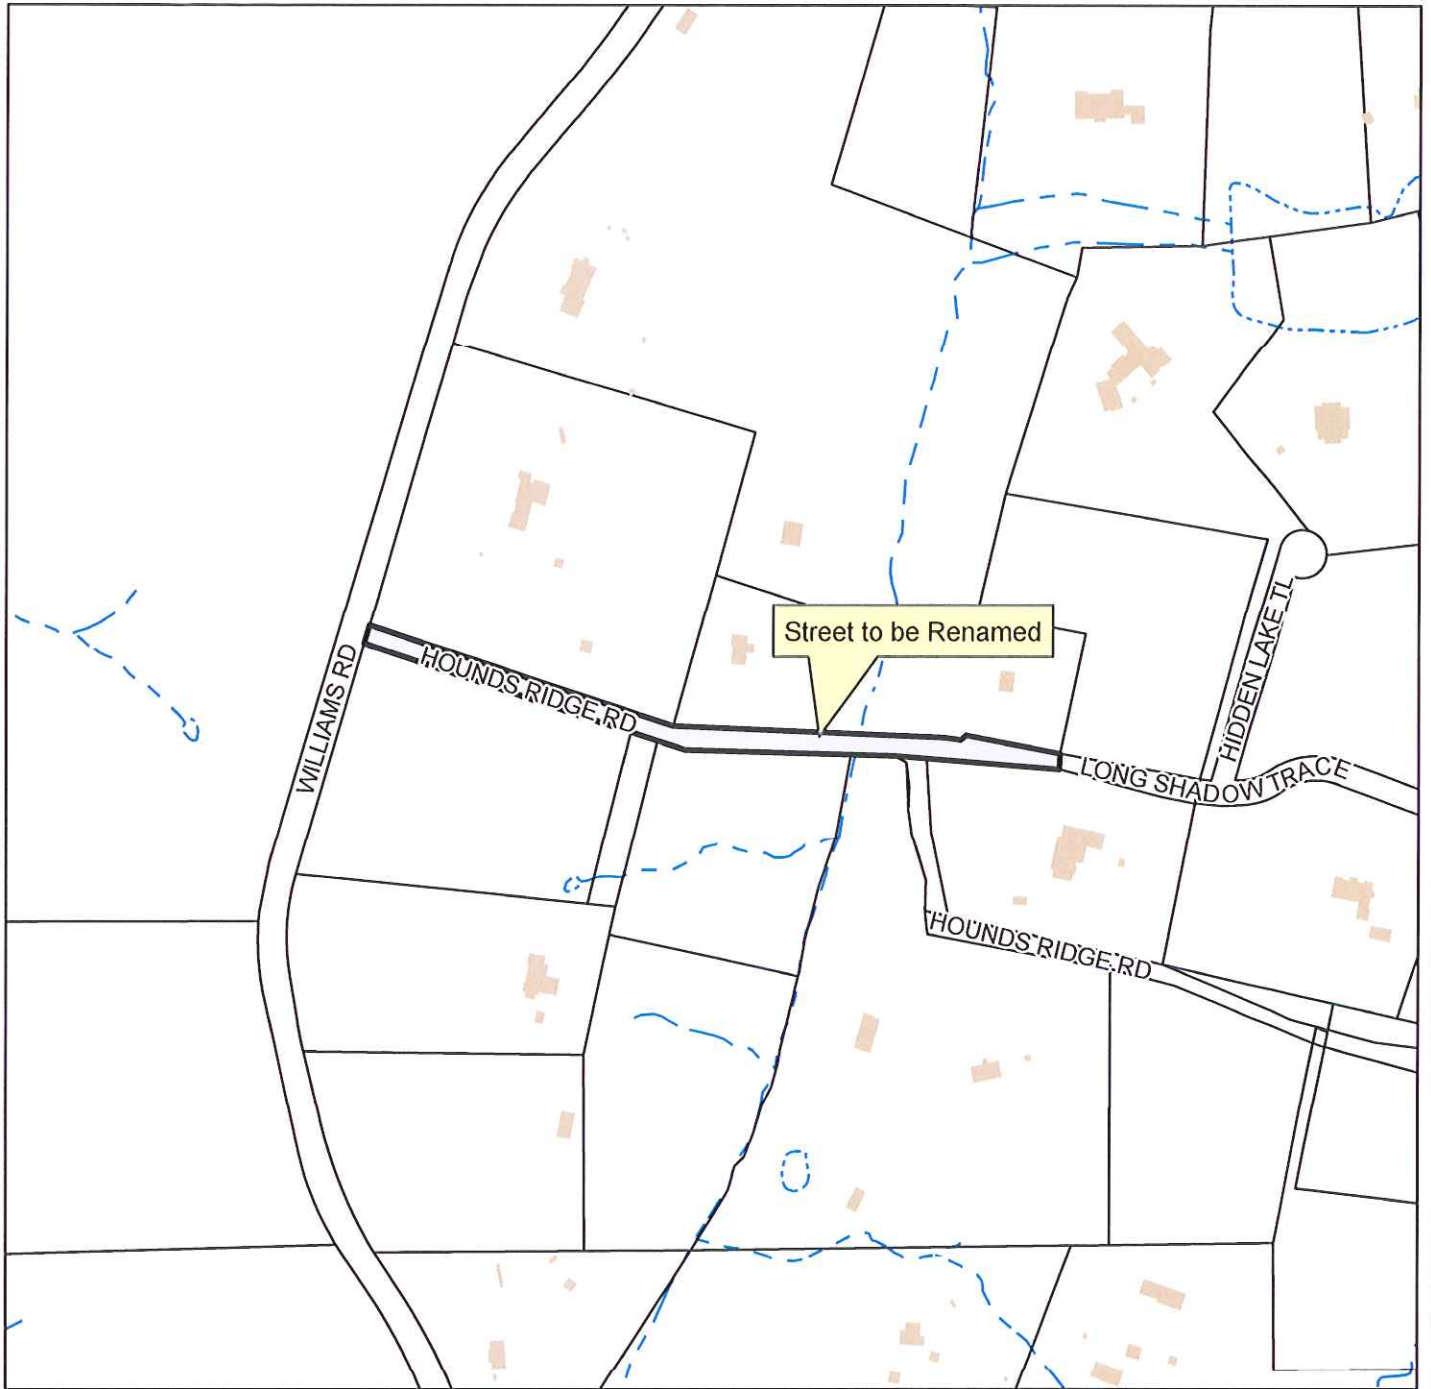 Street to be Renamed
HOUNDS RIDGE RD
WILLIAMS RD
HIDDEN LAKE TL
LONG SHADOW TRACE
HOUNDS RIDGE RD